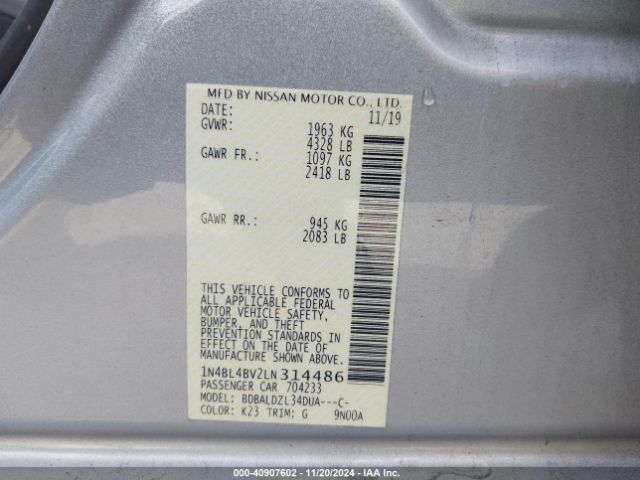 MFD BY NISSAN MOTOR CO., LTD.
DATE: 11/19
GVWR: 1963 KG
4328 LB
GAWR FR.: 1097 KG
2418 LB
GAWR RR.: 945 KG
2083 LB
THIS VEHICLE CONFORMS TO
ALL APPLICABLE FEDERAL
MOTOR VEHICLE SAFETY,
BUMPER, AND THEFT
PREVENTION STANDARDS IN
EFFECT ON THE DATE OF
MANUFACTURE SHOWN ABOVE.
1N4BL4BV2LN314486
PASSENGER CAR 704233
MODEL: BDBALDZL34DUA---C-
COLOR: K23 TRIM: G 9N00A
000-40907602 - 11/20/2024 - IAA Inc.